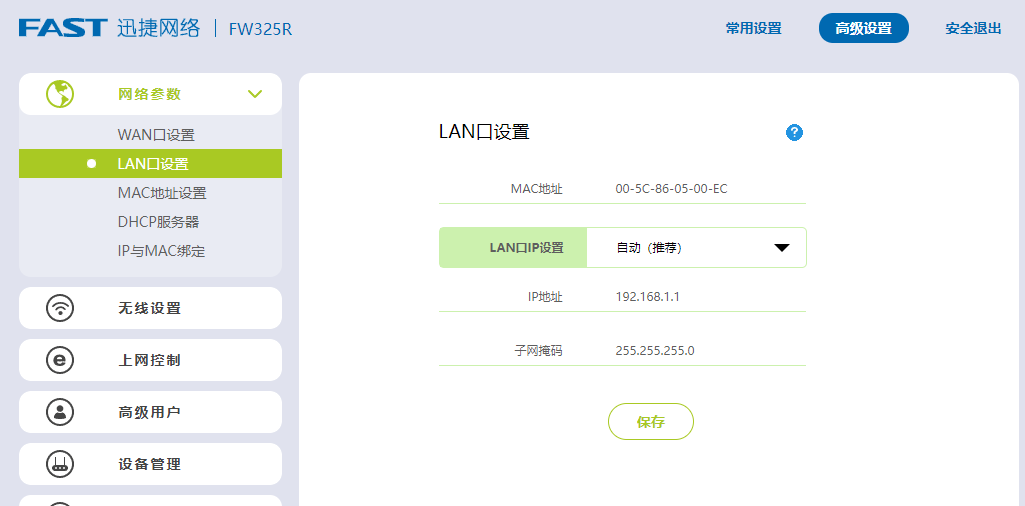 FAST 迅捷网络 | FW325R
常用设置
高级设置
安全退出
网络参数
WAN口设置
LAN口设置
MAC地址设置
DHCP服务器
IP与MAC绑定
无线设置
上网控制
高级用户
设备管理
LAN口设置
?
MAC地址 00-5C-86-05-00-EC
LAN口IP设置 自动（推荐）
IP地址 192.168.1.1
子网掩码 255.255.255.0
保存